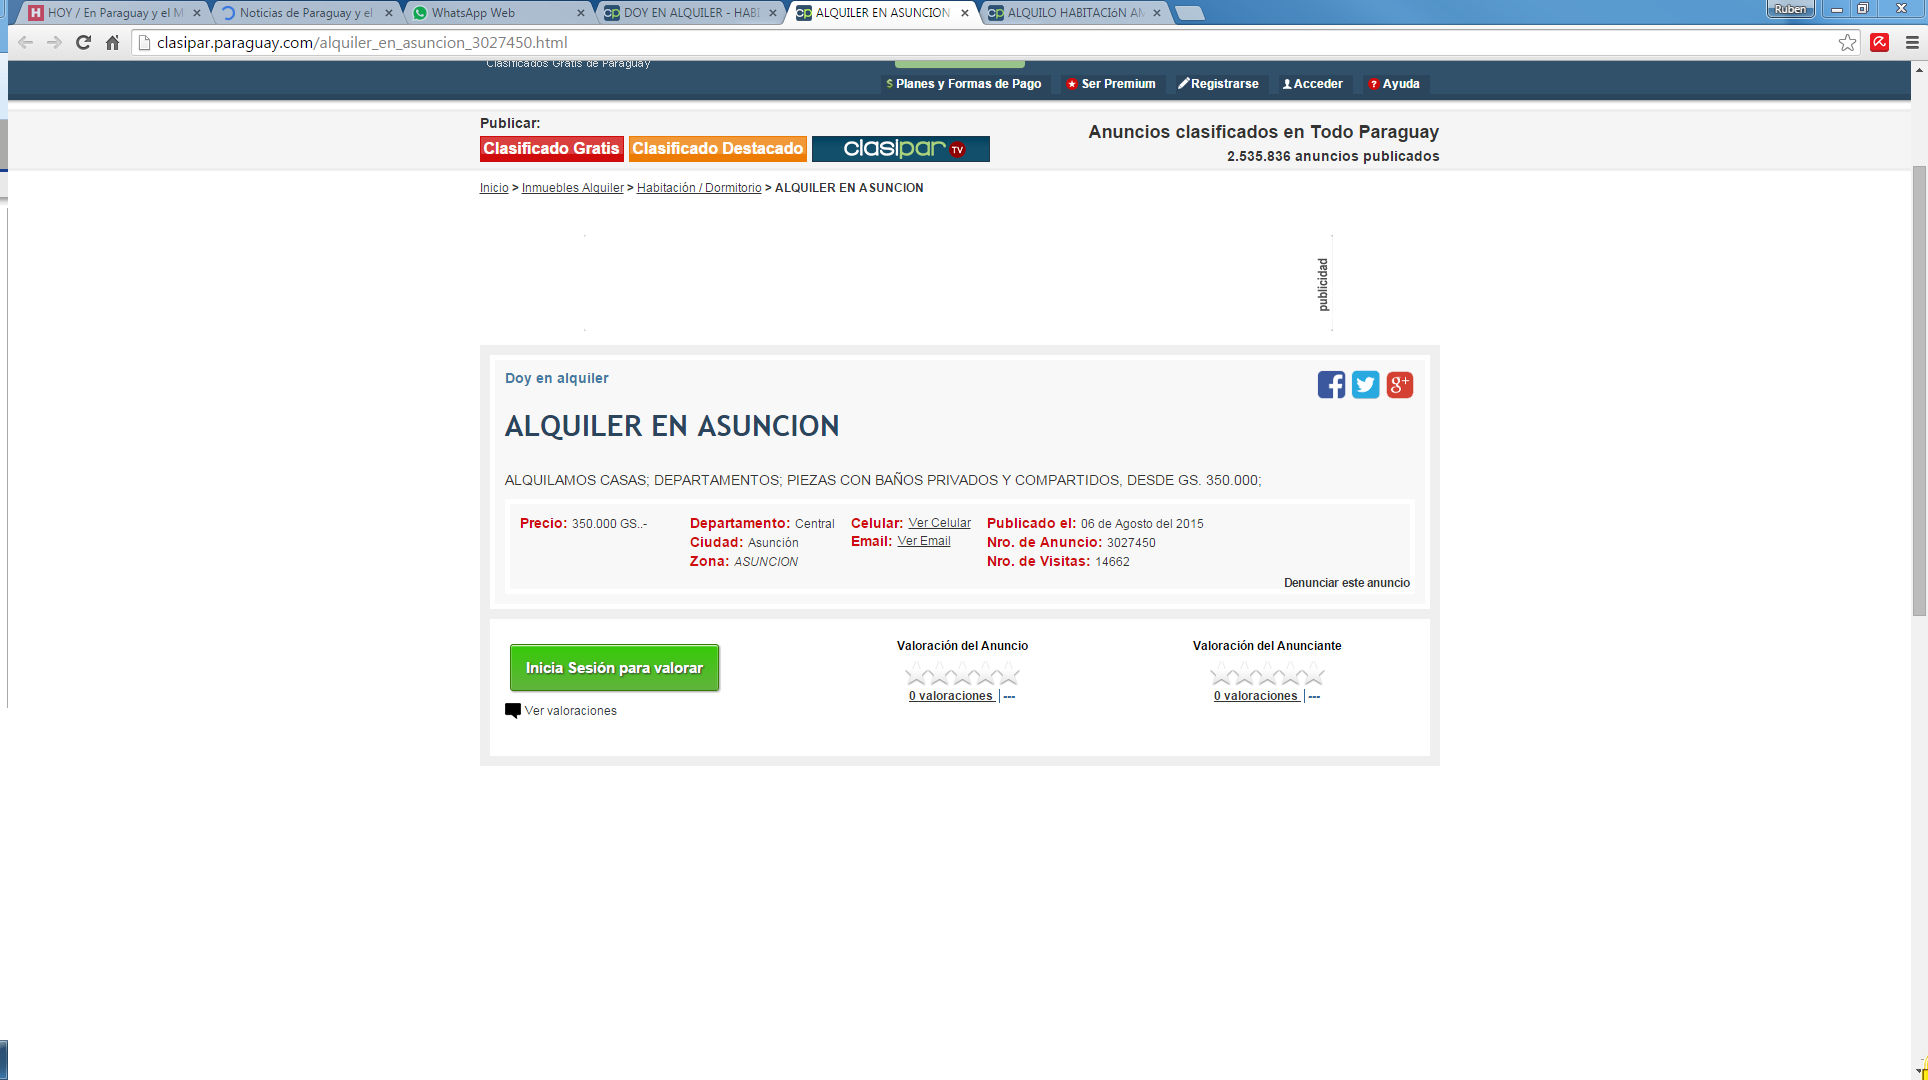 HOY / En Paraguay y el M
Noticias de Paraguay y el
WhatsApp Web
DOY EN ALQUILER - HABI
ALQUILER EN ASUNCION
ALQUILO HABITACIóN AM
Ruben
clasipar.paraguay.com/alquiler_en_asuncion_3027450.html
Clasificados Gratis de Paraguay
$ Planes y Formas de Pago
Ser Premium
Registrarse
Acceder
? Ayuda
Publicar:
Clasificado Gratis
Clasificado Destacado
clasipar TV
Anuncios clasificados en Todo Paraguay
2.535.836 anuncios publicados
Inicio > Inmuebles Alquiler > Habitación / Dormitorio > ALQUILER EN ASUNCION
publicidad
Doy en alquiler
ALQUILER EN ASUNCION
ALQUILAMOS CASAS; DEPARTAMENTOS; PIEZAS CON BAÑOS PRIVADOS Y COMPARTIDOS, DESDE GS. 350.000;
Precio: 350.000 GS..-
Departamento: Central
Ciudad: Asunción
Zona: ASUNCION
Celular: Ver Celular
Email: Ver Email
Publicado el: 06 de Agosto del 2015
Nro. de Anuncio: 3027450
Nro. de Visitas: 14662
Denunciar este anuncio
Inicia Sesión para valorar
Ver valoraciones
Valoración del Anuncio
0 valoraciones | ---
Valoración del Anunciante
0 valoraciones | ---